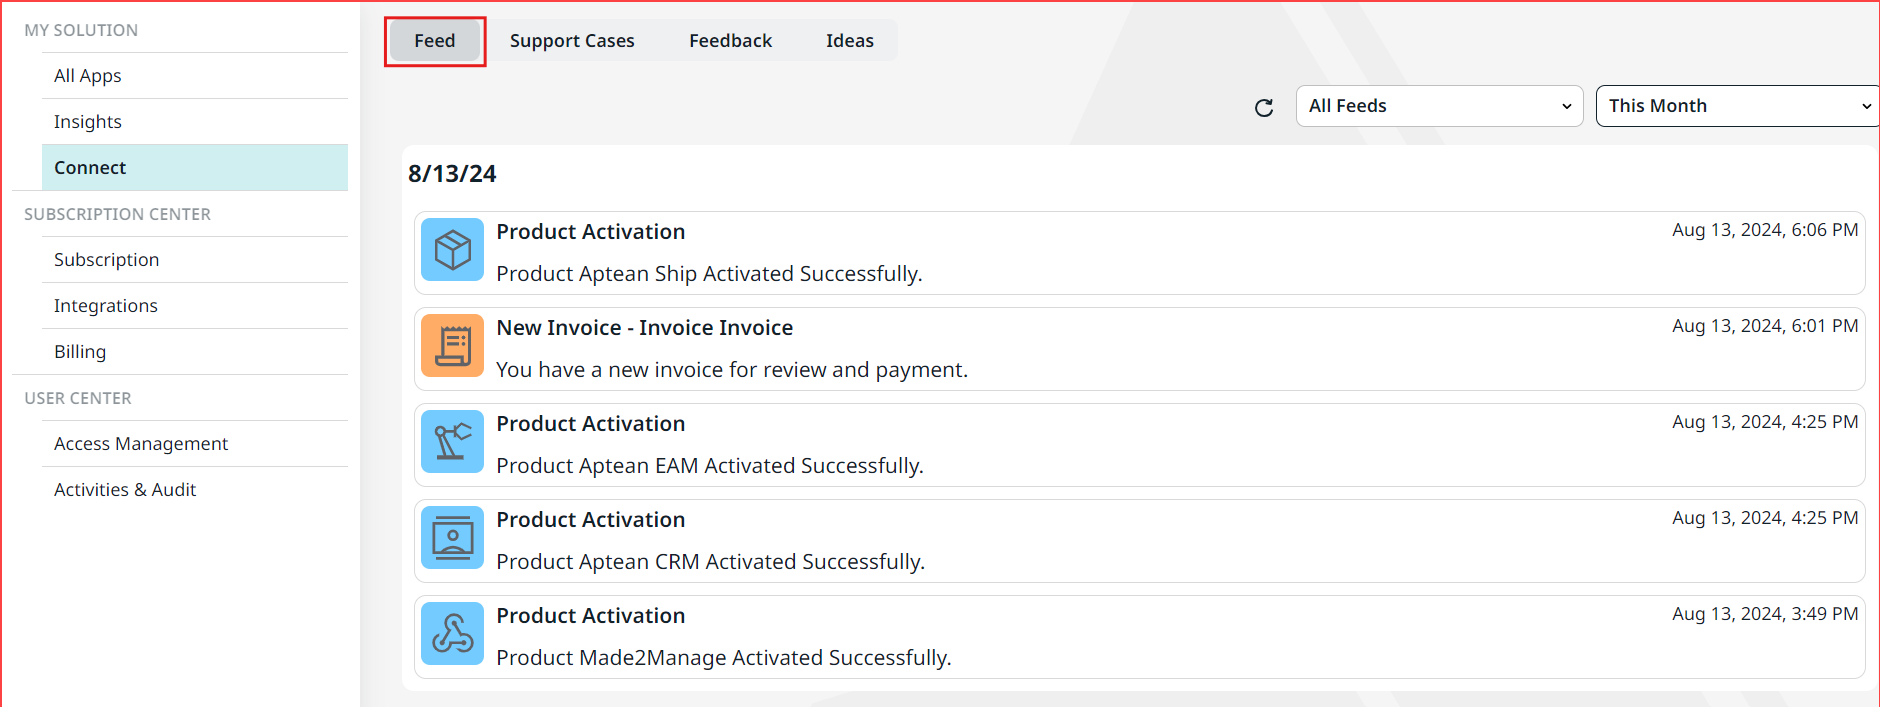 MY SOLUTION
All Apps
Insights
Connect
SUBSCRIPTION CENTER
Subscription
Integrations
Billing
USER CENTER
Access Management
Activities & Audit
Feed Support Cases Feedback Ideas
All Feeds This Month
8/13/24
Product Activation Aug 13, 2024, 6:06 PM
Product Aptean Ship Activated Successfully.
New Invoice - Invoice Invoice Aug 13, 2024, 6:01 PM
You have a new invoice for review and payment.
Product Activation Aug 13, 2024, 4:25 PM
Product Aptean EAM Activated Successfully.
Product Activation Aug 13, 2024, 4:25 PM
Product Aptean CRM Activated Successfully.
Product Activation Aug 13, 2024, 3:49 PM
Product Made2Manage Activated Successfully.